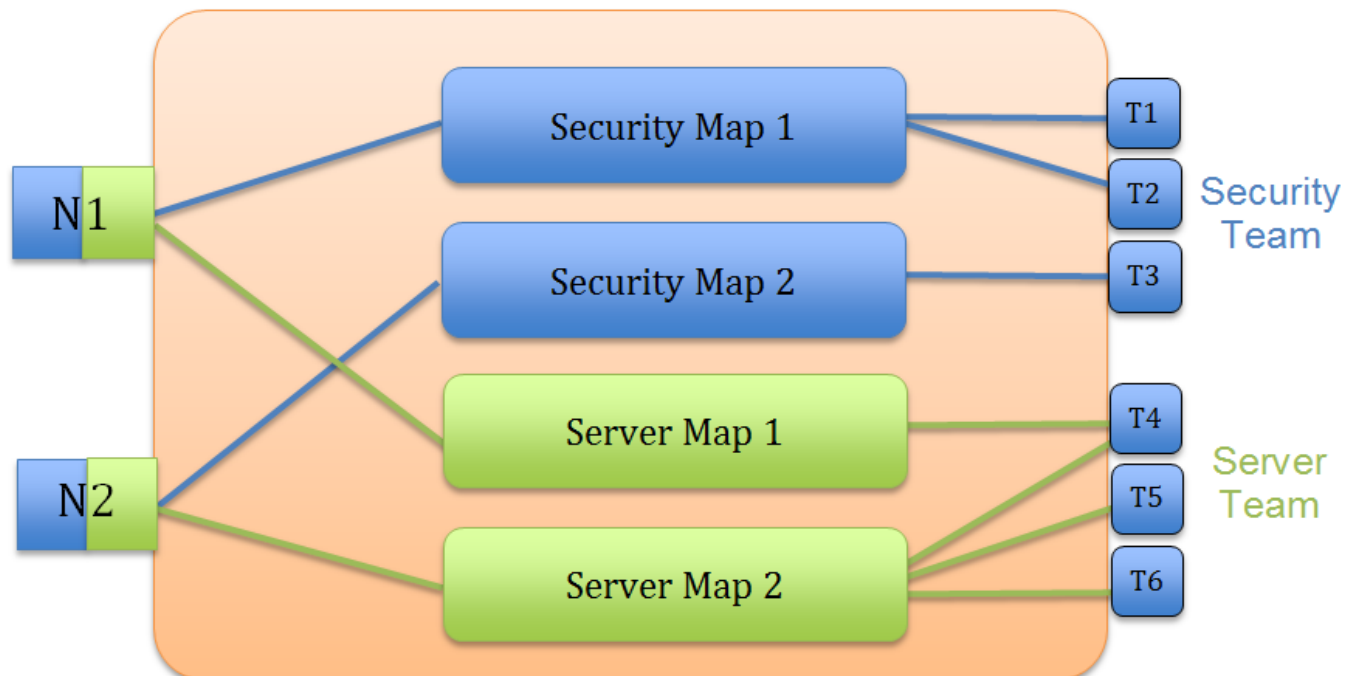 Security Map 1
T1
T2
Security
Team
N1
Security Map 2
T3
Server Map 1
T4
Server
Team
N2
T5
Server Map 2
T6